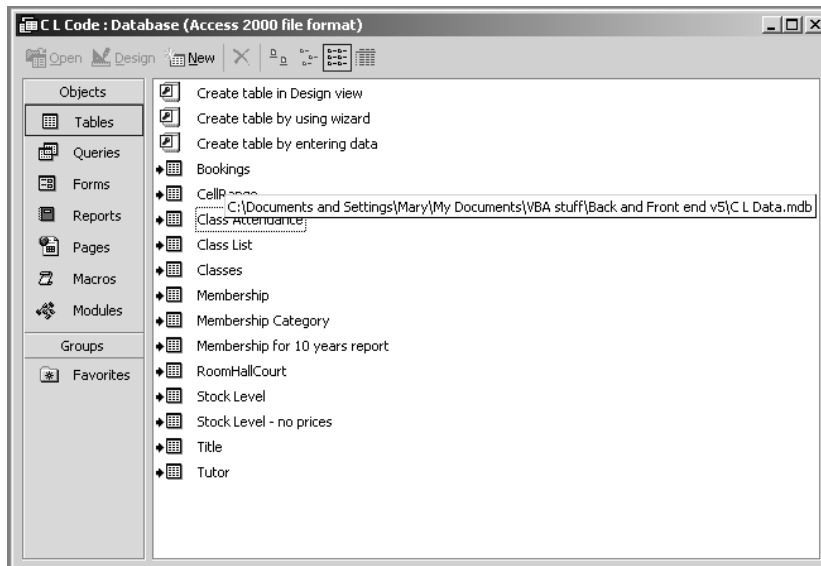 C L Code : Database (Access 2000 file format)
Open Design New
Objects
Tables
Queries
Forms
Reports
Pages
Macros
Modules
Groups
Favorites
Create table in Design view
Create table by using wizard
Create table by entering data
Bookings
CellRange
C:\Documents and Settings\Mary\My Documents\VBA stuff\Back and Front end v5\C L Data.mdb
Class Attendance
Class List
Classes
Membership
Membership Category
Membership for 10 years report
RoomHallCourt
Stock Level
Stock Level - no prices
Title
Tutor